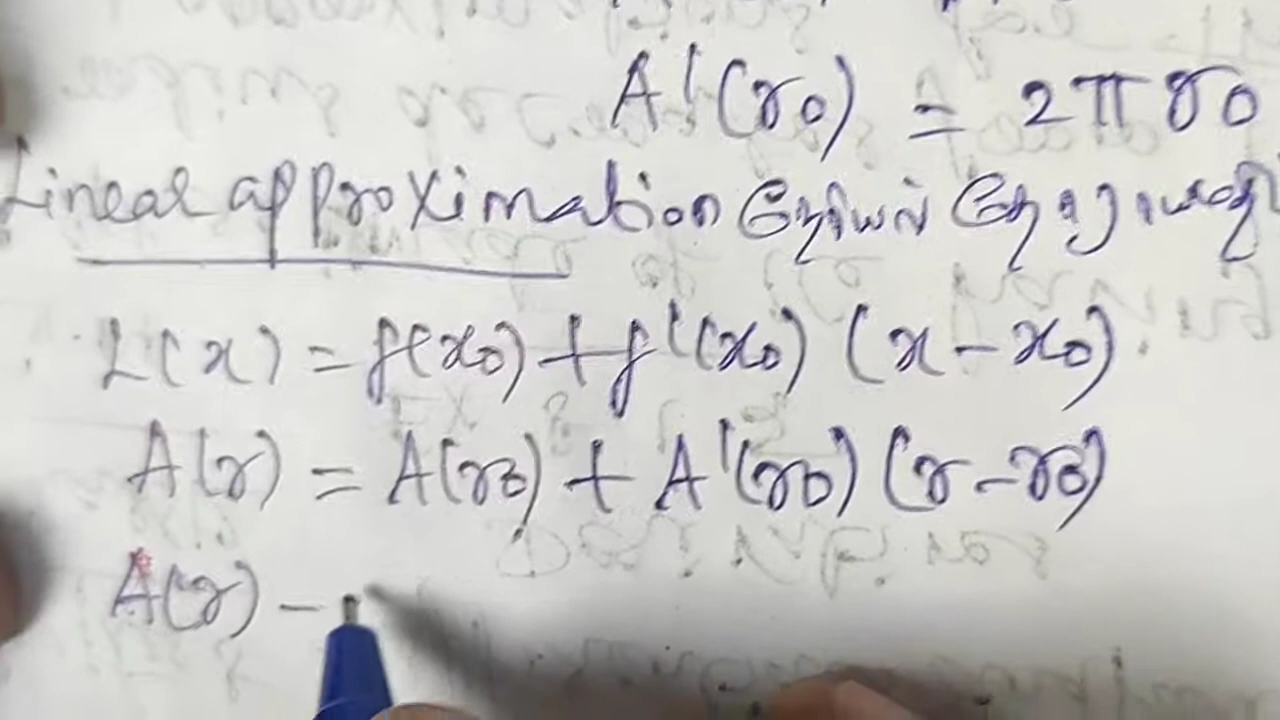 A'(r0) = 2πr0
Linear approximation
L(x) = f(x0) + f'(x0) (x - x0).
A(r) = A(r0) + A'(r0) (r - r0)
A(r) -